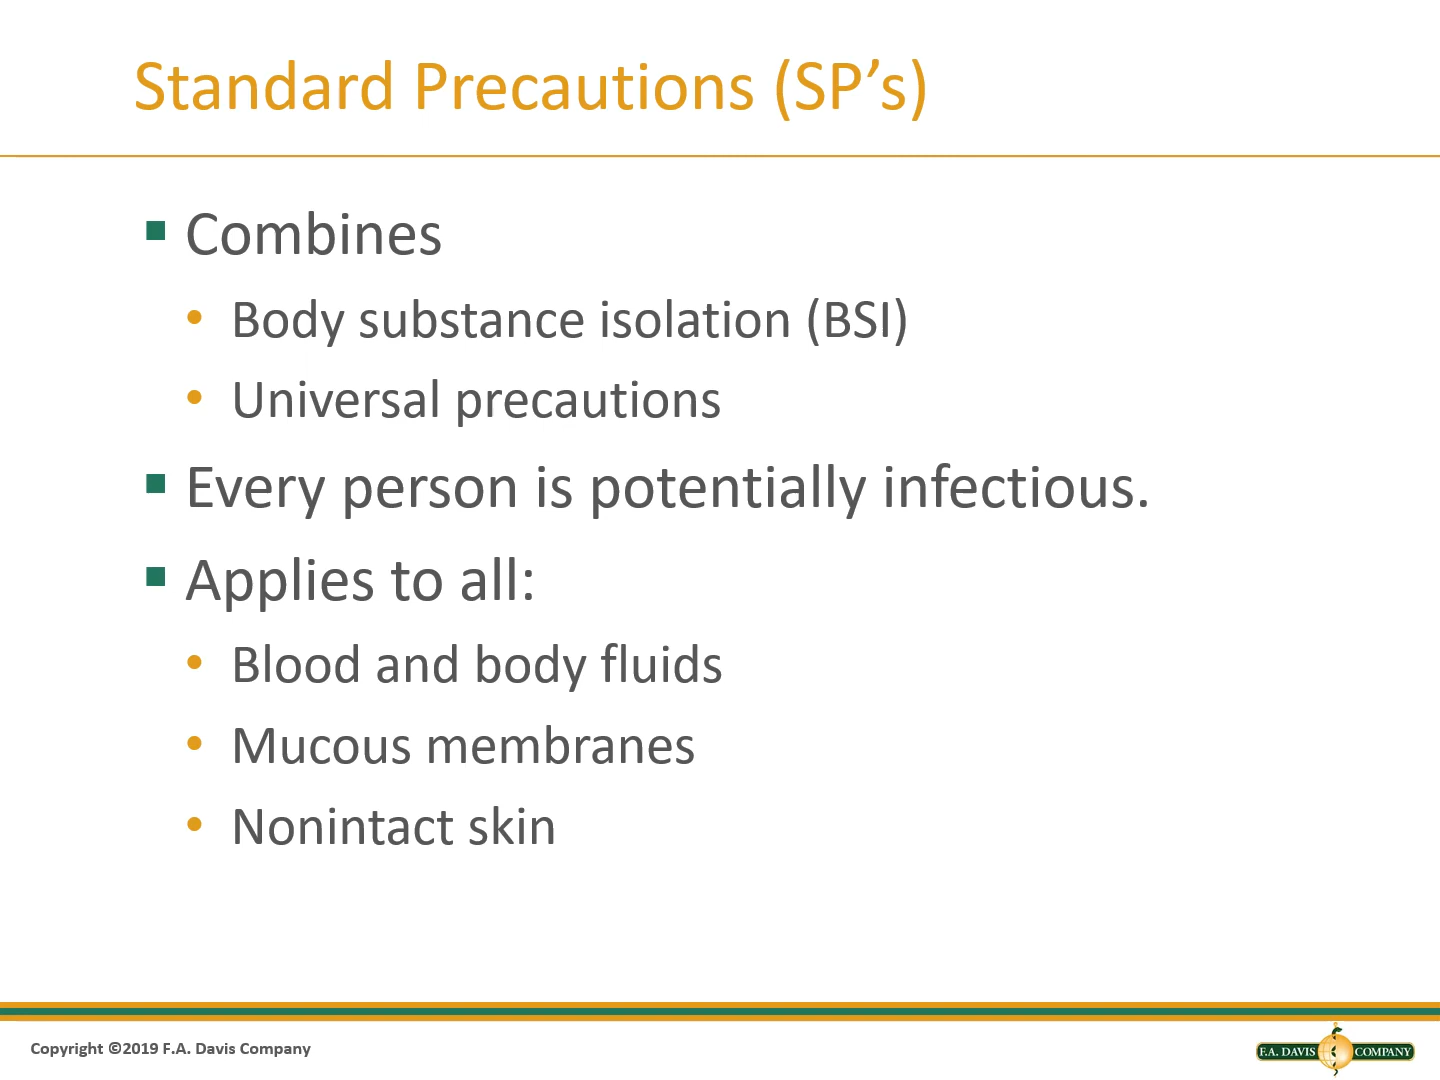 Standard Precautions (SP’s)
▪ Combines
• Body substance isolation (BSI)
• Universal precautions
▪ Every person is potentially infectious.
▪ Applies to all:
• Blood and body fluids
• Mucous membranes
• Nonintact skin
Copyright ©2019 F.A. Davis Company
F.A. DAVIS COMPANY